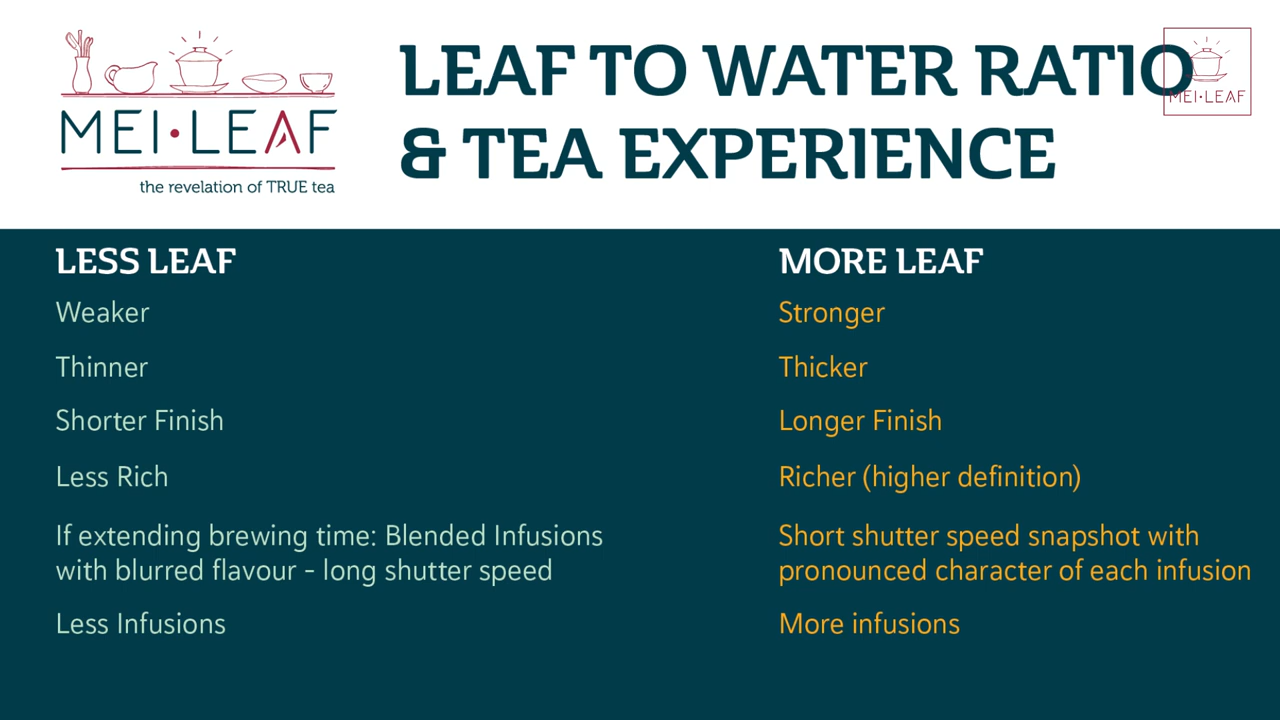 MEI•LEAF
the revelation of TRUE tea
LEAF TO WATER RATIO
& TEA EXPERIENCE
MEI•LEAF
LESS LEAF
Weaker
Thinner
Shorter Finish
Less Rich
If extending brewing time: Blended Infusions
with blurred flavour – long shutter speed
Less Infusions
MORE LEAF
Stronger
Thicker
Longer Finish
Richer (higher definition)
Short shutter speed snapshot with
pronounced character of each infusion
More infusions